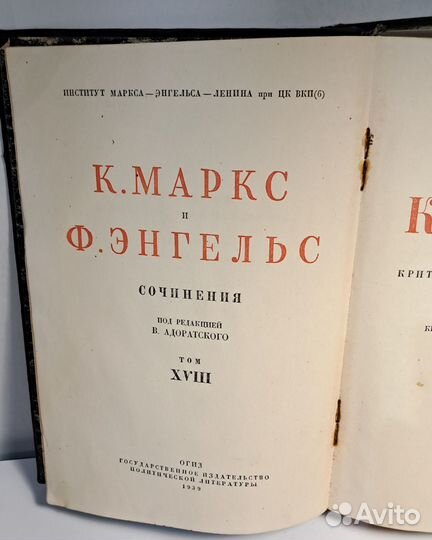 ИНСТИТУТ МАРКСА — ЭНГЕЛЬСА — ЛЕНИНА при ЦК ВКП(б)
К. МАРКС
и
Ф. ЭНГЕЛЬС
СОЧИНЕНИЯ
ПОД РЕДАКЦИЕЙ
В. АДОРАТСКОГО
ТОМ
XVIII
ОГИЗ
ГОСУДАРСТВЕННОЕ ИЗДАТЕЛЬСТВО
ПОЛИТИЧЕСКОЙ ЛИТЕРАТУРЫ
1939
К
КРИТ
Avito